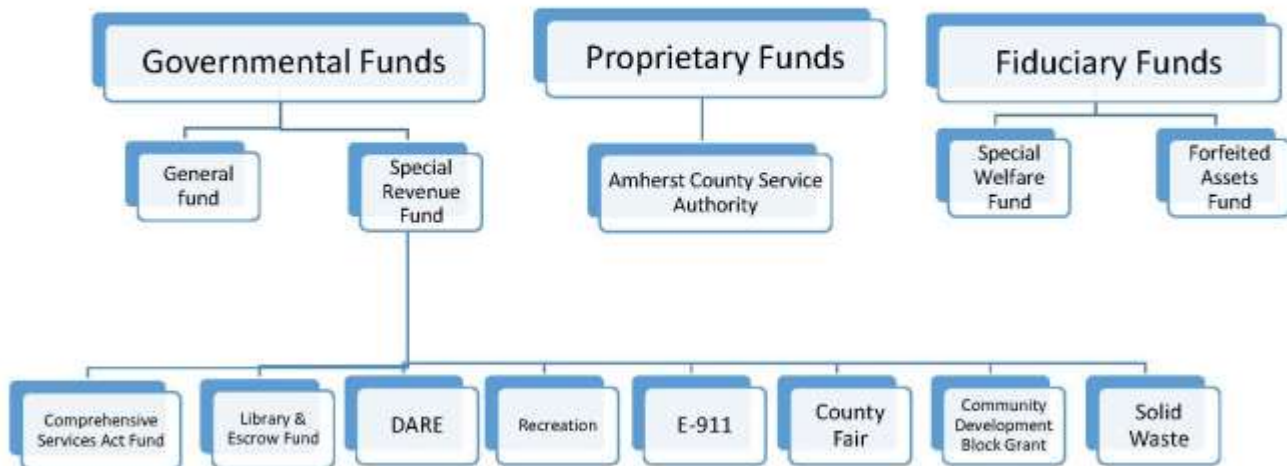 Governmental Funds
Proprietary Funds
Fiduciary Funds
General
fund
Special
Revenue
Fund
Amherst County Service
Authority
Special
Welfare
Fund
Forfeited
Assets
Fund
Comprehensive
Services Act Fund
Library &
Escrow Fund
DARE
Recreation
E-911
County
Fair
Community
Development
Block Grant
Solid
Waste